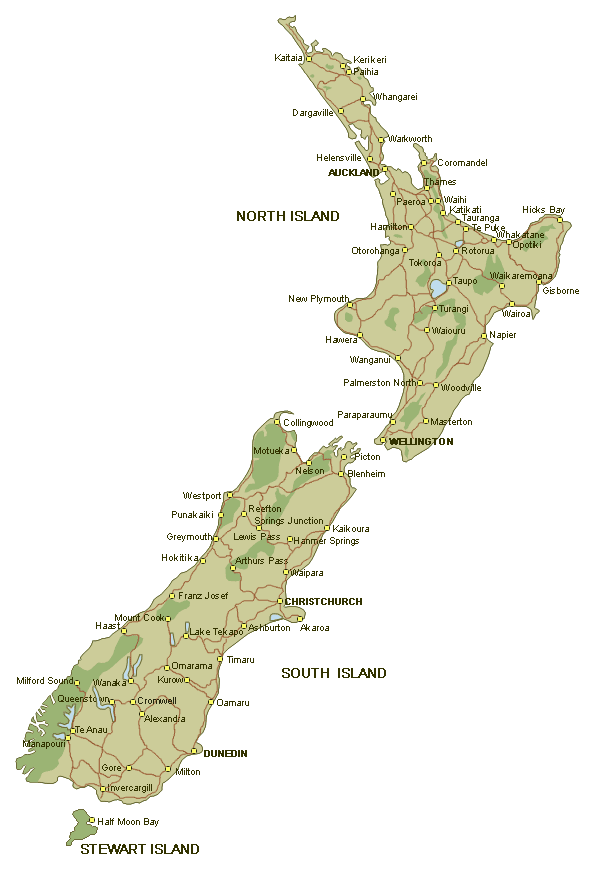 Kaitaia
Kerikeri
Paihia
Whangarei
Dargaville
Warkworth
Helensville
Coromandel
AUCKLAND
Thames
Paeroa
Waihi
Katikati
Hicks Bay
NORTH ISLAND
Tauranga
Hamilton
Te Puke
Whakatane
Opotiki
Otorohanga
Rotorua
Tokoroa
Waikaremoana
Taupo
Gisborne
New Plymouth
Turangi
Wairoa
Waiouru
Napier
Hawera
Wanganui
Palmerston North
Woodville
Paraparaumu
Masterton
Collingwood
WELLINGTON
Motueka
Picton
Nelson
Blenheim
Westport
Reefton
Punakaiki
Springs Junction
Kaikoura
Greymouth
Lewis Pass
Hanmer Springs
Hokitika
Arthurs Pass
Waipara
Franz Josef
CHRISTCHURCH
Mount Cook
Haast
Lake Tekapo
Ashburton
Akaroa
Timaru
Omarama
SOUTH ISLAND
Milford Sound
Wanaka
Kurow
Queenstown
Cromwell
Oamaru
Alexandra
Te Anau
Manapouri
DUNEDIN
Gore
Milton
Invercargill
Half Moon Bay
STEWART ISLAND